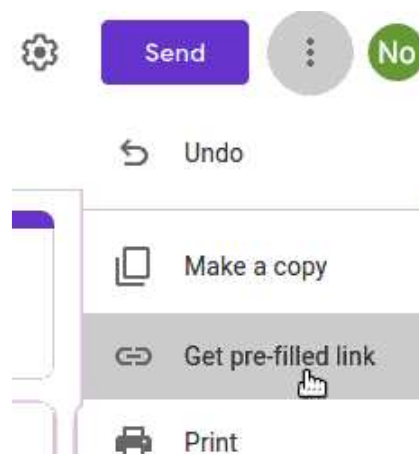 Send
No
Undo
Make a copy
Get pre-filled link
Print